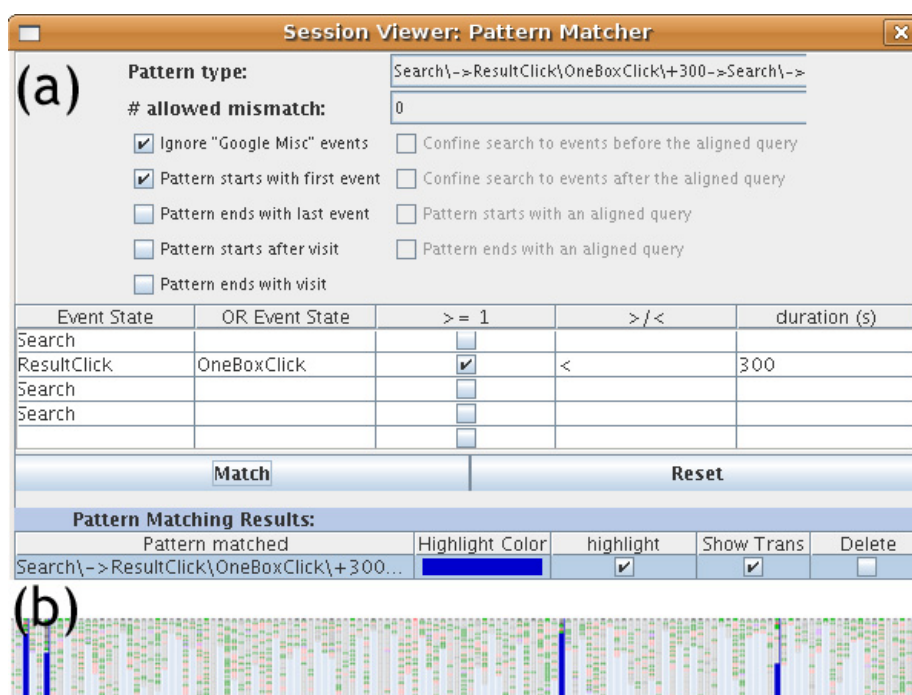 Session Viewer: Pattern Matcher
(a)
Pattern type: Search\->ResultClick\OneBoxClick\+300->Search\->
# allowed mismatch: 0
Ignore "Google Misc" events Confine search to events before the aligned query
Pattern starts with first event Confine search to events after the aligned query
Pattern ends with last event Pattern starts with an aligned query
Pattern starts after visit Pattern ends with an aligned query
Pattern ends with visit
Event State OR Event State >= 1 >/< duration (s)
Search
ResultClick OneBoxClick < 300
Search
Search
Match Reset
Pattern Matching Results:
Pattern matched Highlight Color highlight Show Trans Delete
Search\->ResultClick\OneBoxClick\+300...
(b)